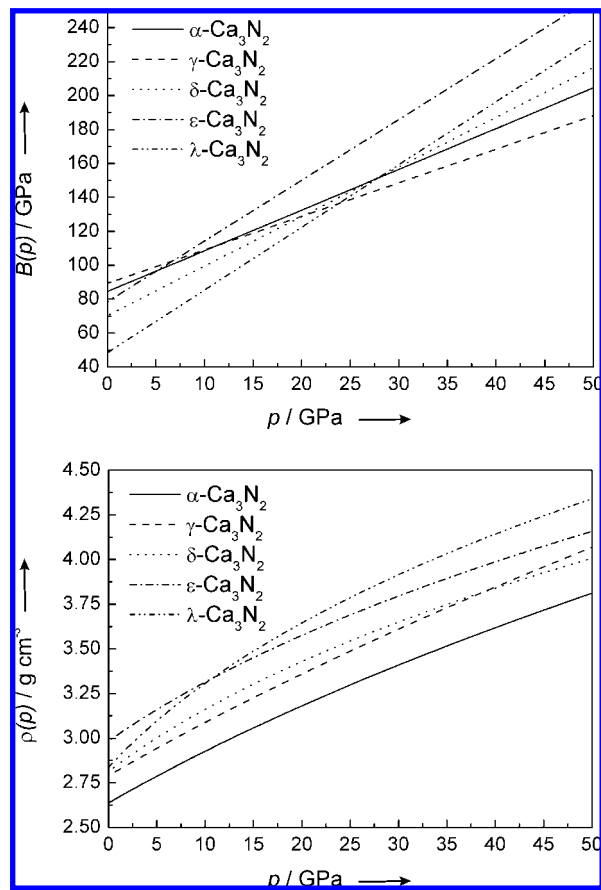 240
220
200
180
160
140
120
100
80
60
40
B(p) / GPa
α-Ca3N2
γ-Ca3N2
δ-Ca3N2
ε-Ca3N2
λ-Ca3N2
0 5 10 15 20 25 30 35 40 45 50
p / GPa
4.50
4.25
4.00
3.75
3.50
3.25
3.00
2.75
2.50
ρ(p) / g cm-3
α-Ca3N2
γ-Ca3N2
δ-Ca3N2
ε-Ca3N2
λ-Ca3N2
0 5 10 15 20 25 30 35 40 45 50
p / GPa